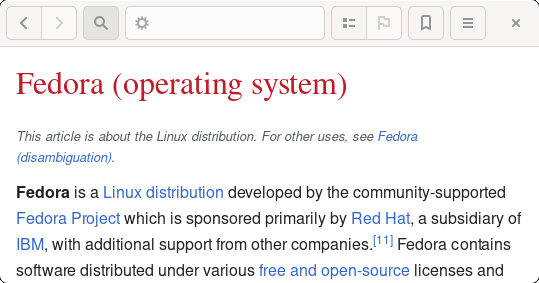 Fedora (operating system)
This article is about the Linux distribution. For other uses, see Fedora
(disambiguation).
Fedora is a Linux distribution developed by the community-supported
Fedora Project which is sponsored primarily by Red Hat, a subsidiary of
IBM, with additional support from other companies.[11] Fedora contains
software distributed under various free and open-source licenses and